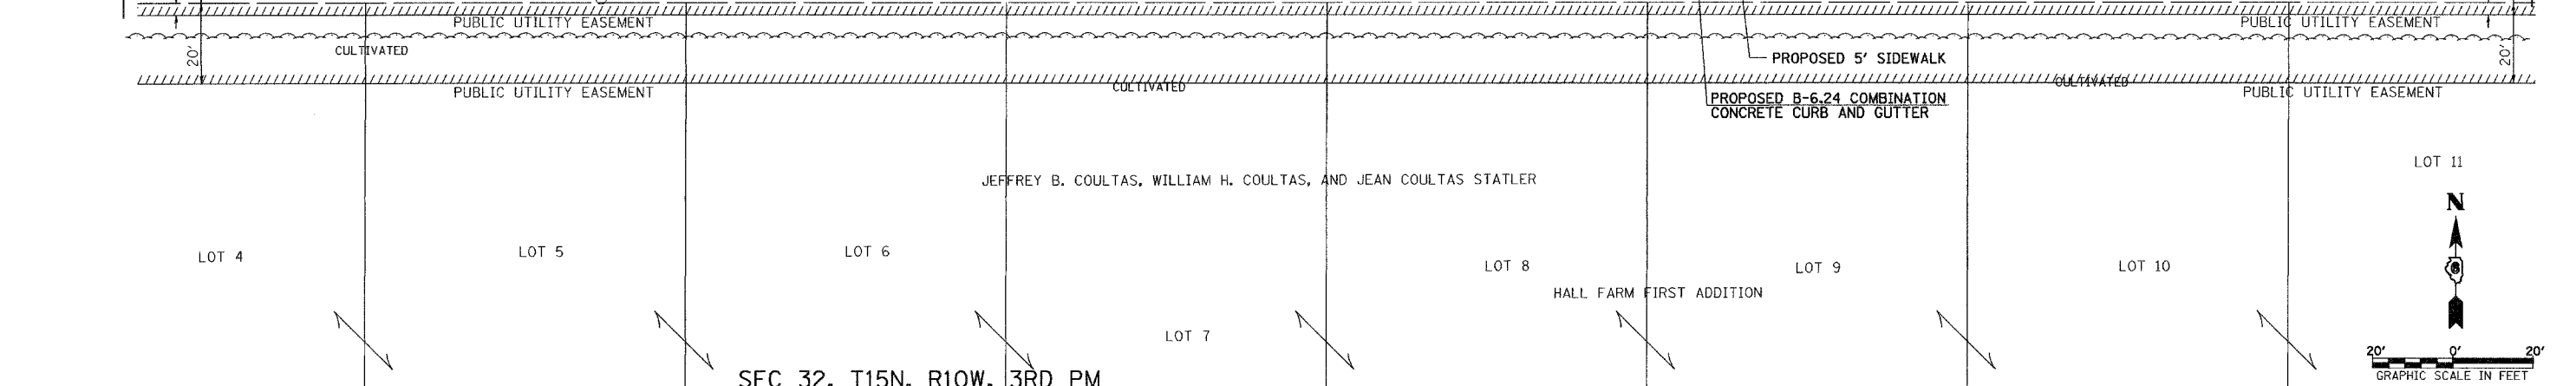 PUBLIC UTILITY EASEMENT
PUBLIC UTILITY EASEMENT
20'
CULTIVATED
PROPOSED 5' SIDEWALK
20'
CULTIVATED
CULTIVATED
PUBLIC UTILITY EASEMENT
PUBLIC UTILITY EASEMENT
PROPOSED B-6.24 COMBINATION
CONCRETE CURB AND GUTTER
LOT 11
JEFFREY B. COULTAS, WILLIAM H. COULTAS, AND JEAN COULTAS STATLER
N
LOT 4
LOT 5
LOT 6
LOT 8
LOT 9
LOT 10
HALL FARM FIRST ADDITION
LOT 7
20' 0' 20'
GRAPHIC SCALE IN FEET
SEC 32, T15N, R10W, 3RD PM